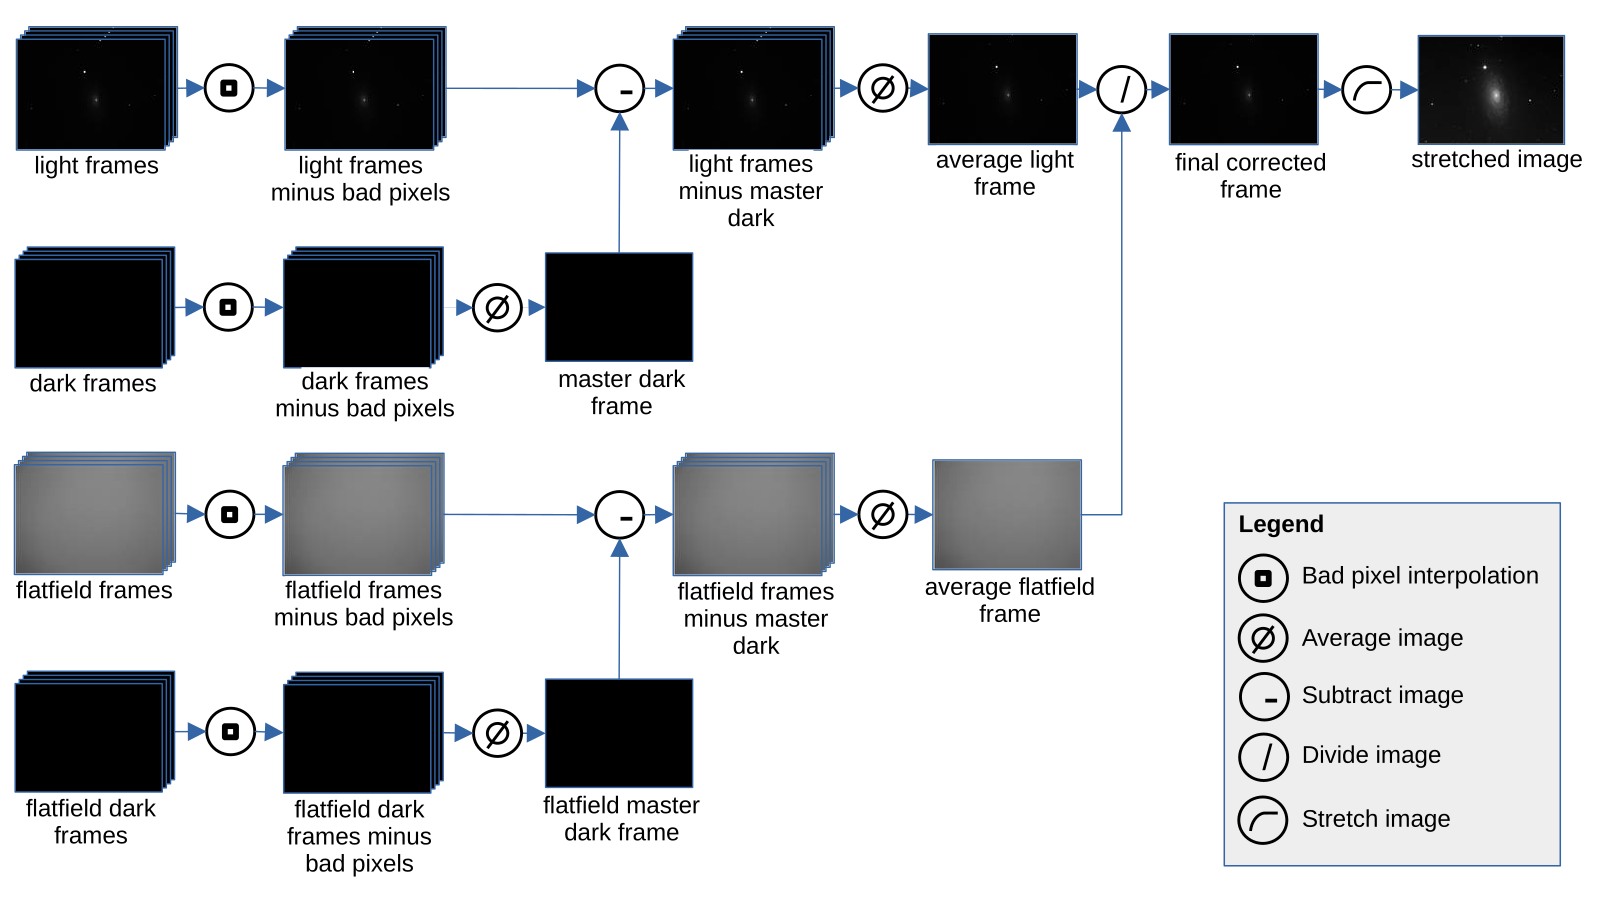 light frames
light frames
minus bad pixels
light frames
minus master
dark
average light
frame
final corrected
frame
stretched image
dark frames
dark frames
minus bad pixels
master dark
frame
flatfield frames
flatfield frames
minus bad pixels
flatfield frames
minus master
dark
average flatfield
frame
flatfield dark
frames
flatfield dark
frames minus
bad pixels
flatfield master
dark frame
Legend
Bad pixel interpolation
Average image
Subtract image
Divide image
Stretch image